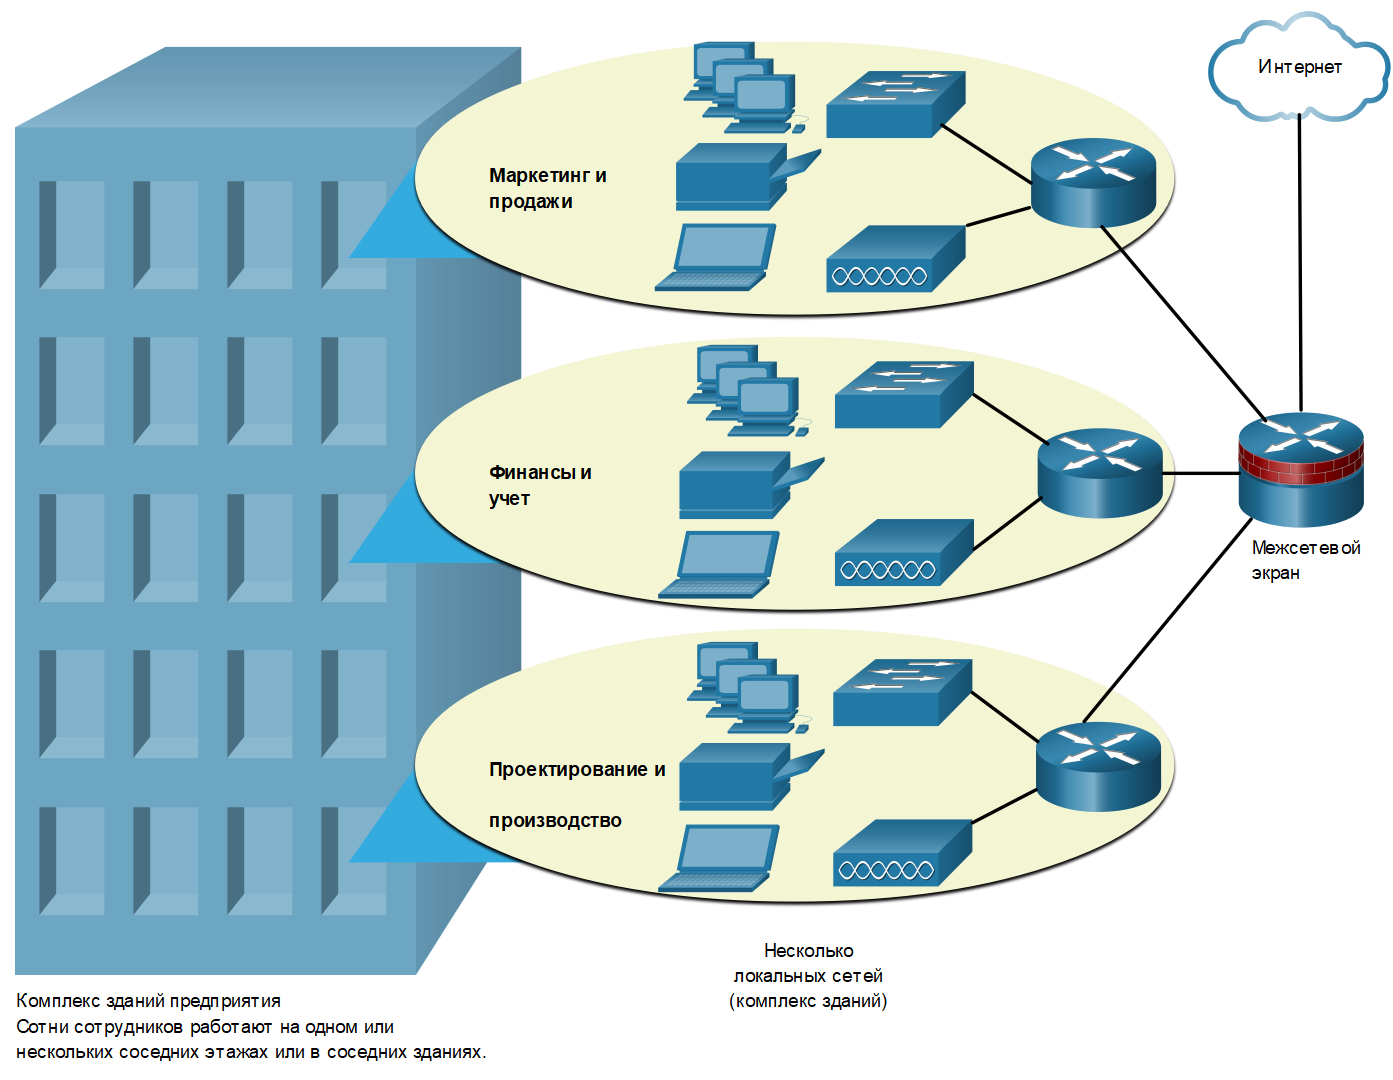 Интернет
Маркетинг и
продажи
Финансы и
учет
Межсетевой
экран
Проектирование и
производство
Несколько
локальных сетей
(комплекс зданий)
Комплекс зданий предприятия
Сотни сотрудников работают на одном или
нескольких соседних этажах или в соседних зданиях.